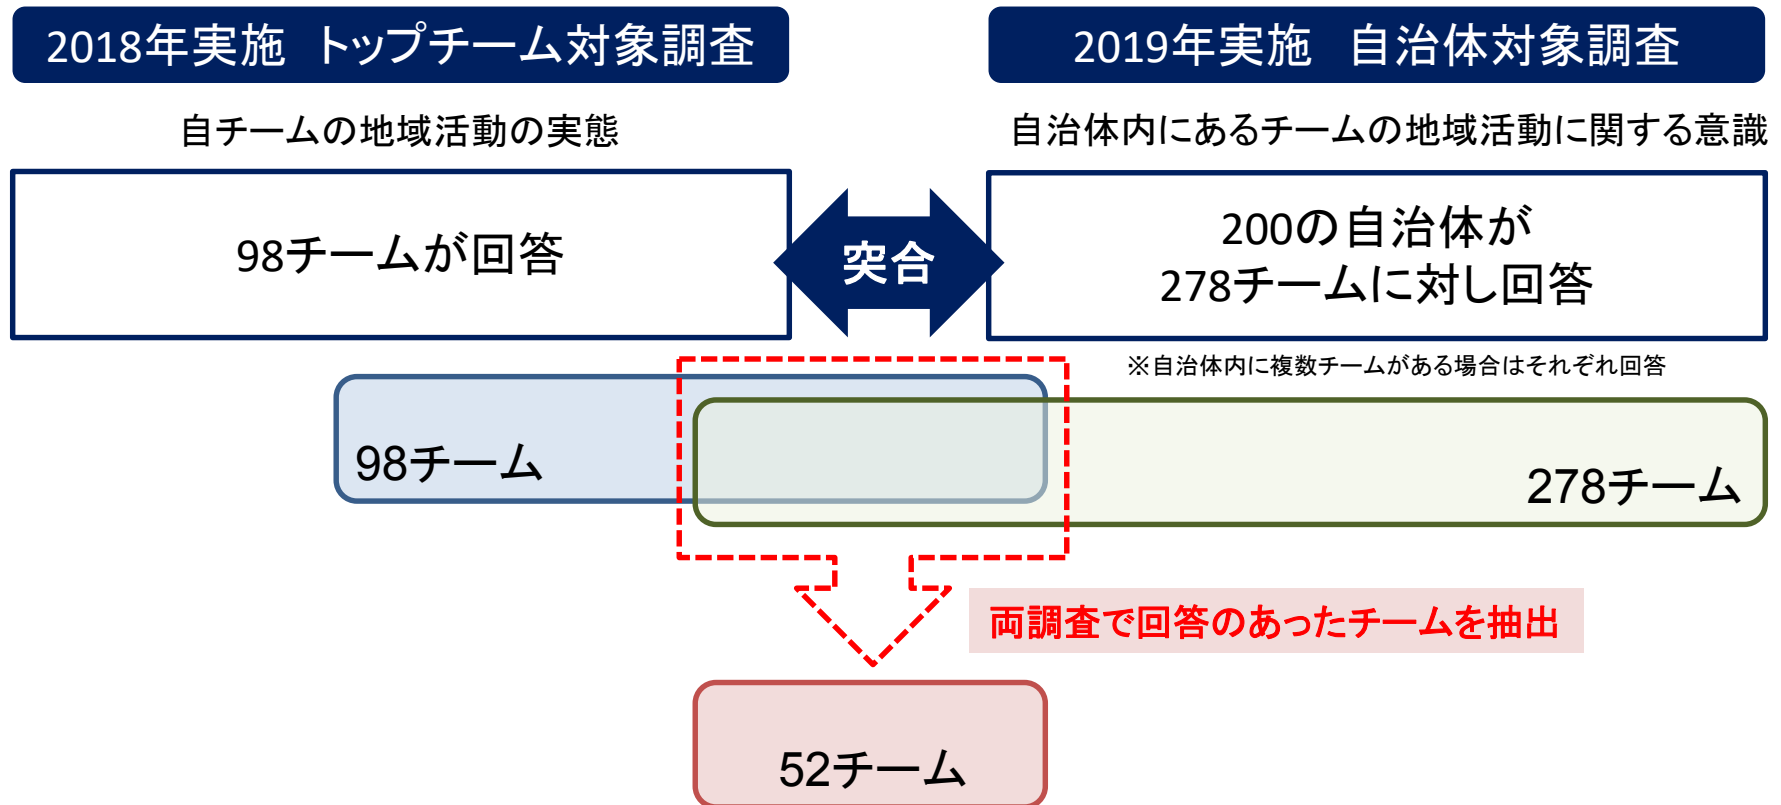 2018年実施　トップチーム対象調査
2019年実施　自治体対象調査
自チームの地域活動の実態
自治体内にあるチームの地域活動に関する意識
98チームが回答
突合
200の自治体が
278チームに対し回答
※自治体内に複数チームがある場合はそれぞれ回答
98チーム
278チーム
両調査で回答のあったチームを抽出
52チーム